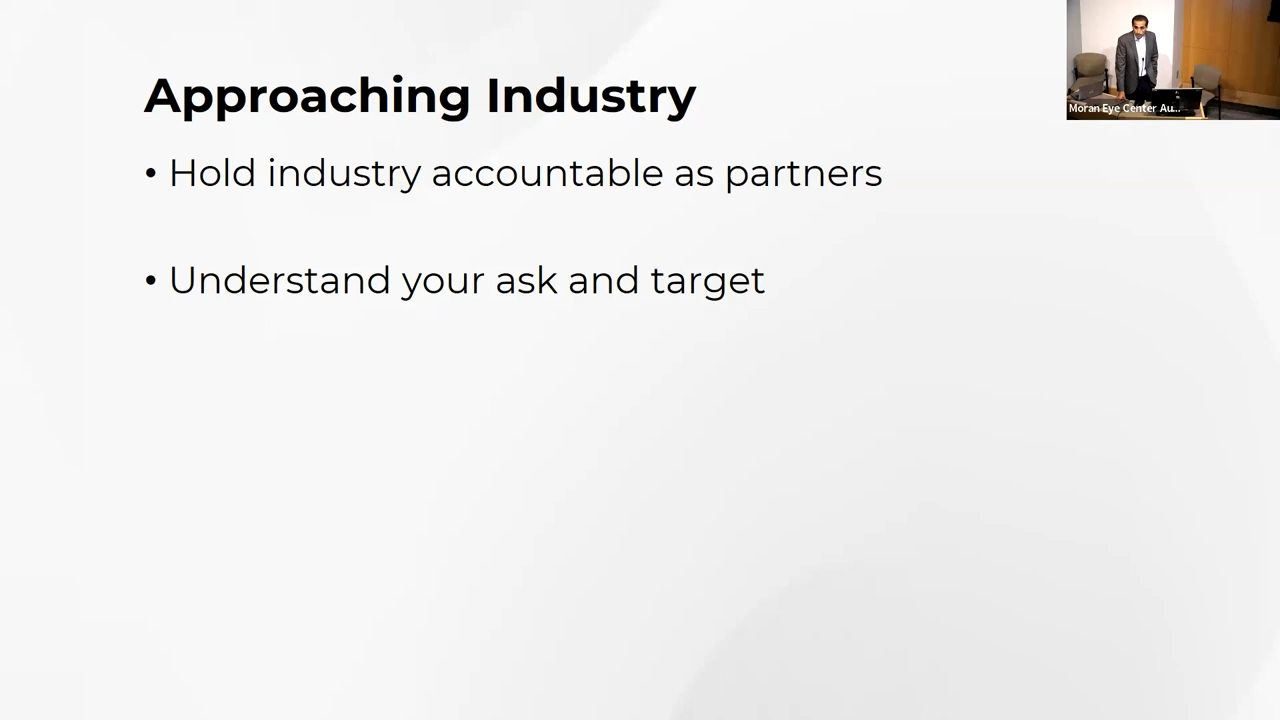 Approaching Industry
• Hold industry accountable as partners
• Understand your ask and target
Moran Eye Center Au...